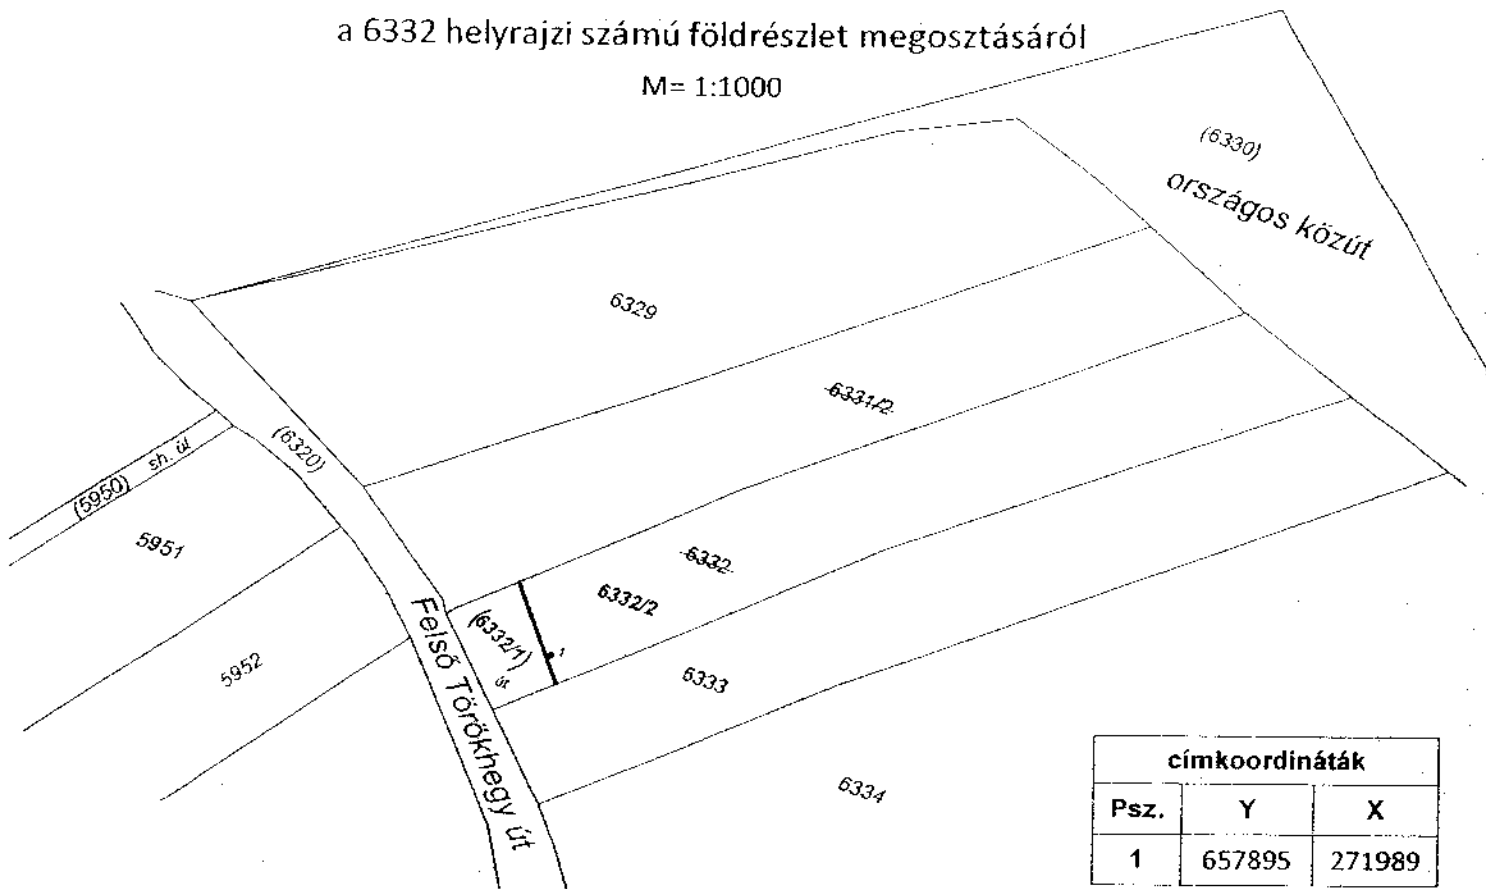 a 6332 helyrajzi számú földrészlet megosztásáról
M= 1:1000
(6330)
országos közút
6329
6331/2
(6320)
sh. út
(5950)
5951
6332
6332/2
(6332/1)
út
1
5952
Felső Törökhegy út
6333
6334
címkoordináták
Psz. Y X
1 657895 271989